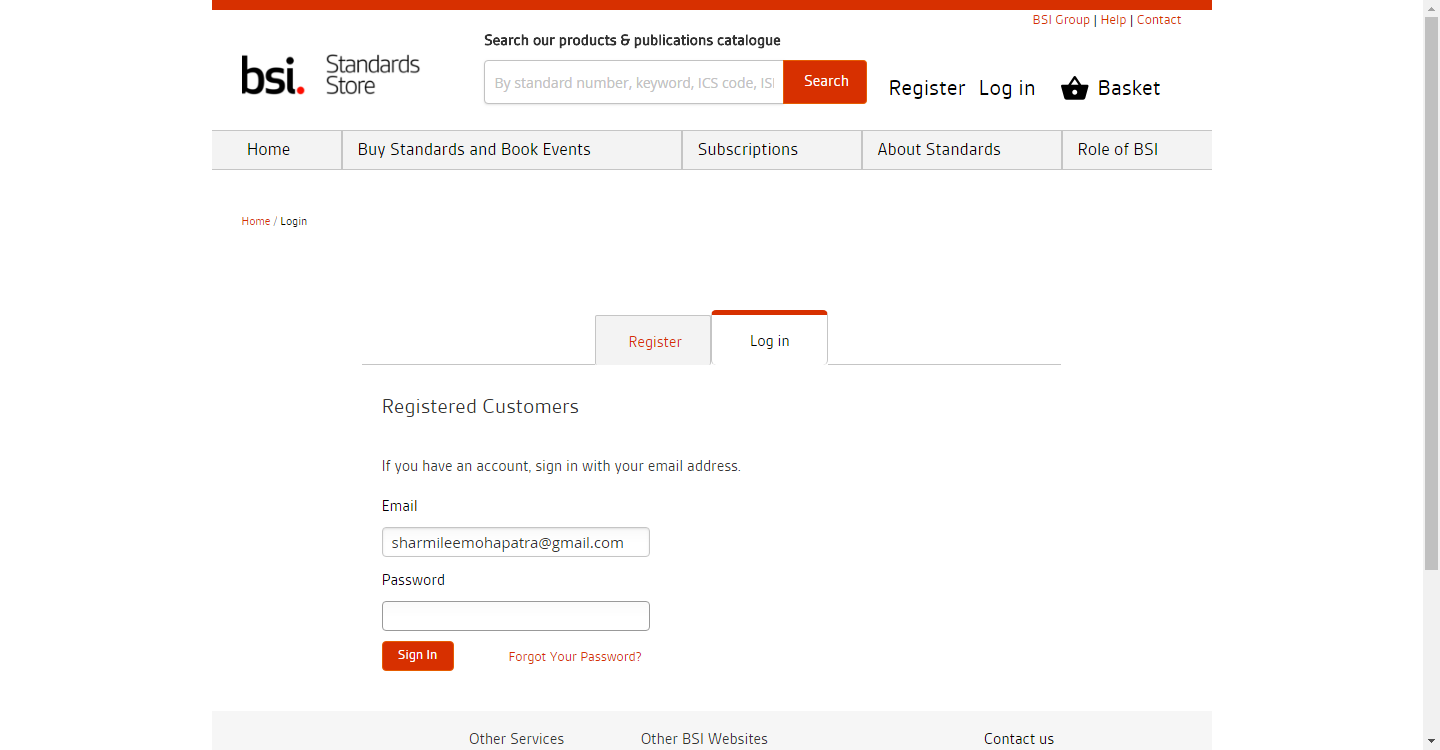 BSI Group | Help | Contact
Search our products & publications catalogue
bsi. Standards Store
By standard number, keyword, ICS code, ISI
Search
Register Log in Basket
Home Buy Standards and Book Events Subscriptions About Standards Role of BSI
Home / Login
Register Log in
Registered Customers
If you have an account, sign in with your email address.
Email
sharmileemohapatra@gmail.com
Password
Sign In Forgot Your Password?
Other Services Other BSI Websites Contact us